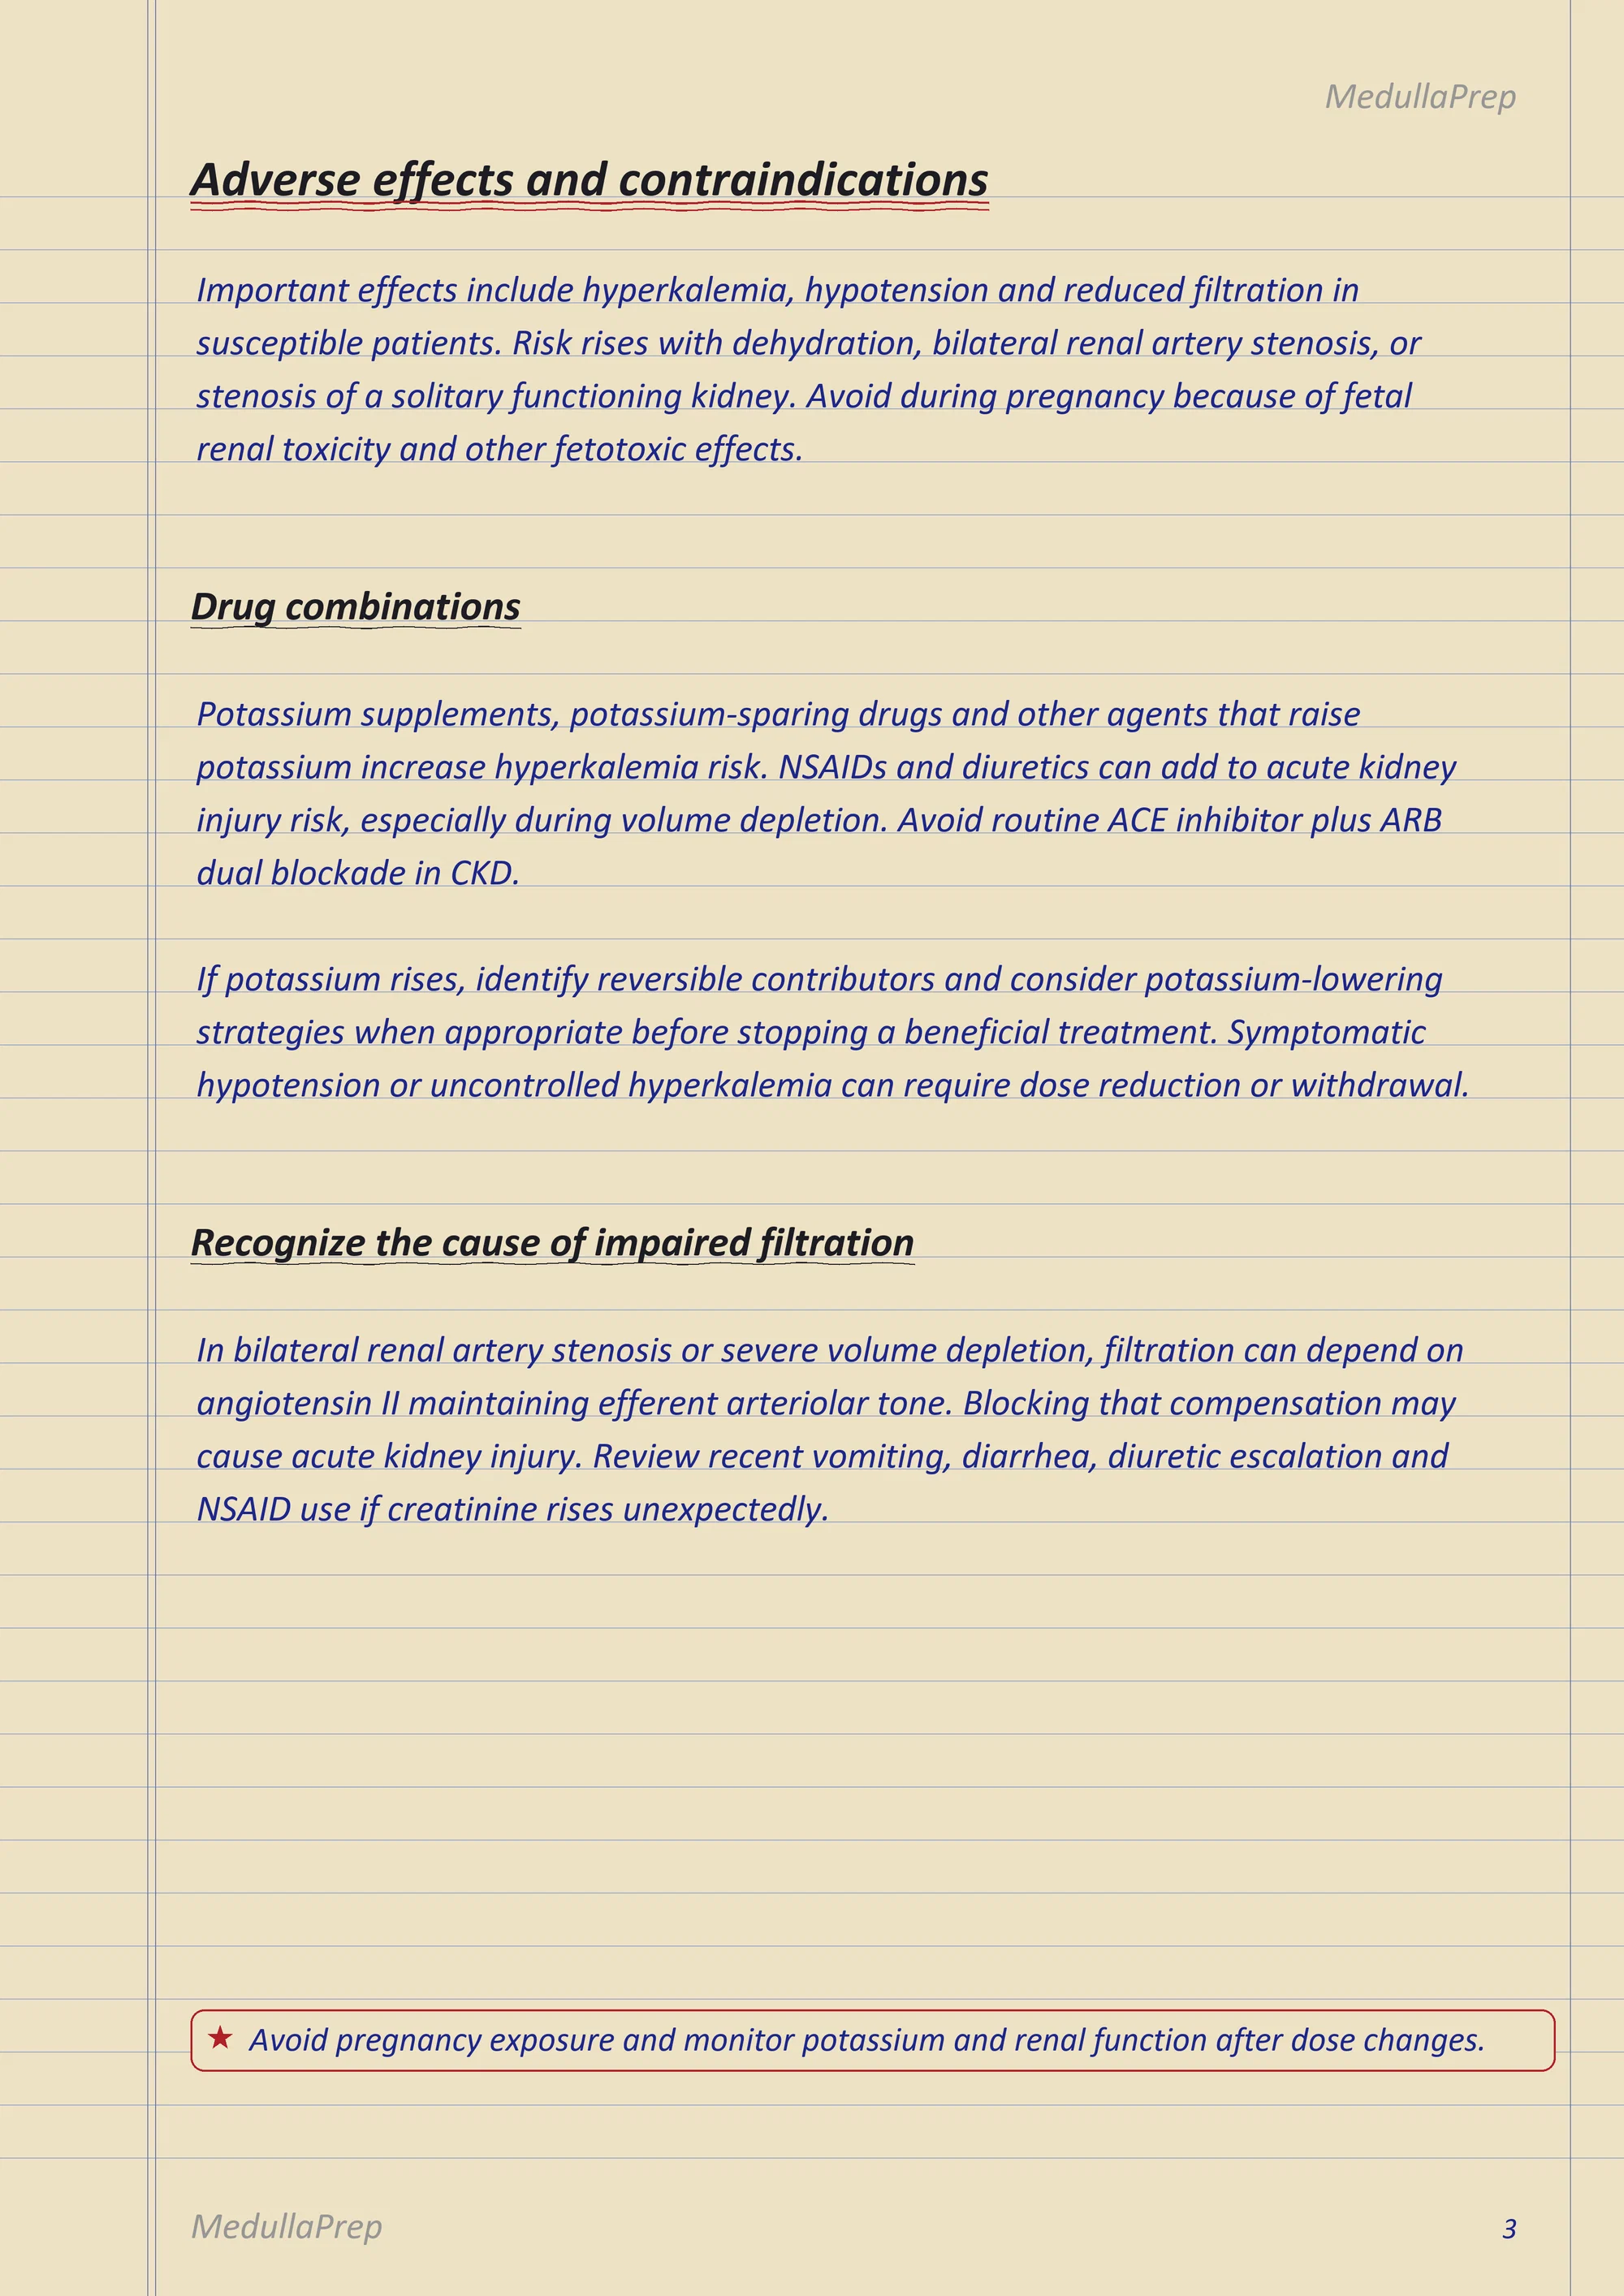 MedullaPrep
Adverse effects and contraindications
Important effects include hyperkalemia, hypotension and reduced filtration in
susceptible patients. Risk rises with dehydration, bilateral renal artery stenosis, or
stenosis of a solitary functioning kidney. Avoid during pregnancy because of fetal
renal toxicity and other fetotoxic effects.
Drug combinations
Potassium supplements, potassium-sparing drugs and other agents that raise
potassium increase hyperkalemia risk. NSAIDs and diuretics can add to acute kidney
injury risk, especially during volume depletion. Avoid routine ACE inhibitor plus ARB
dual blockade in CKD.
If potassium rises, identify reversible contributors and consider potassium-lowering
strategies when appropriate before stopping a beneficial treatment. Symptomatic
hypotension or uncontrolled hyperkalemia can require dose reduction or withdrawal.
Recognize the cause of impaired filtration
In bilateral renal artery stenosis or severe volume depletion, filtration can depend on
angiotensin II maintaining efferent arteriolar tone. Blocking that compensation may
cause acute kidney injury. Review recent vomiting, diarrhea, diuretic escalation and
NSAID use if creatinine rises unexpectedly.
★ Avoid pregnancy exposure and monitor potassium and renal function after dose changes.
MedullaPrep
3